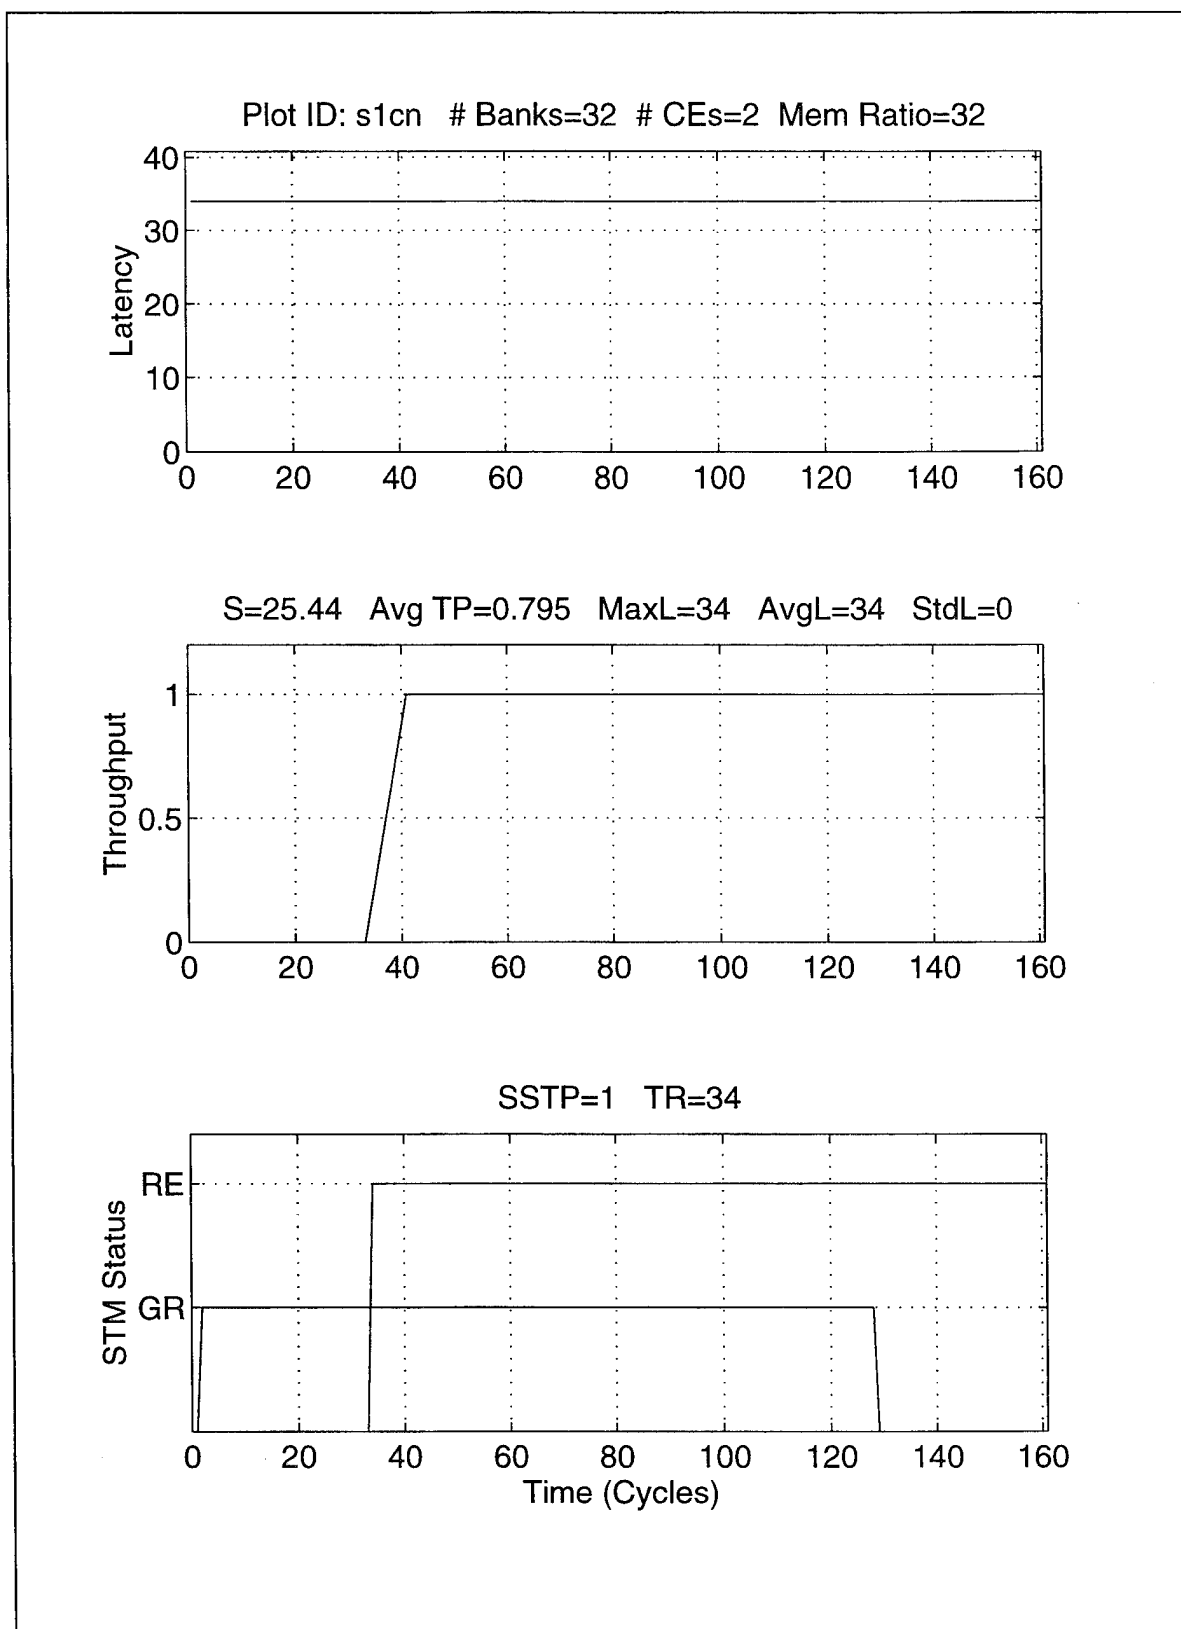 Plot ID: s1cn # Banks=32 # CEs=2 Mem Ratio=32
40
30
20
10
0
Latency
0 20 40 60 80 100 120 140 160
S=25.44 Avg TP=0.795 MaxL=34 AvgL=34 StdL=0
1
0.5
0
Throughput
0 20 40 60 80 100 120 140 160
SSTP=1 TR=34
RE
GR
STM Status
0 20 40 60 80 100 120 140 160
Time (Cycles)